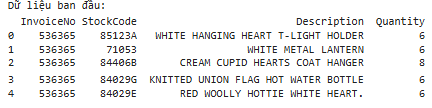 Dữ liệu ban đầu:
InvoiceNo StockCode Description Quantity
0 536365 85123A WHITE HANGING HEART T-LIGHT HOLDER 6
1 536365 71053 WHITE METAL LANTERN 6
2 536365 84406B CREAM CUPID HEARTS COAT HANGER 8
3 536365 84029G KNITTED UNION FLAG HOT WATER BOTTLE 6
4 536365 84029E RED WOOLLY HOTTIE WHITE HEART. 6